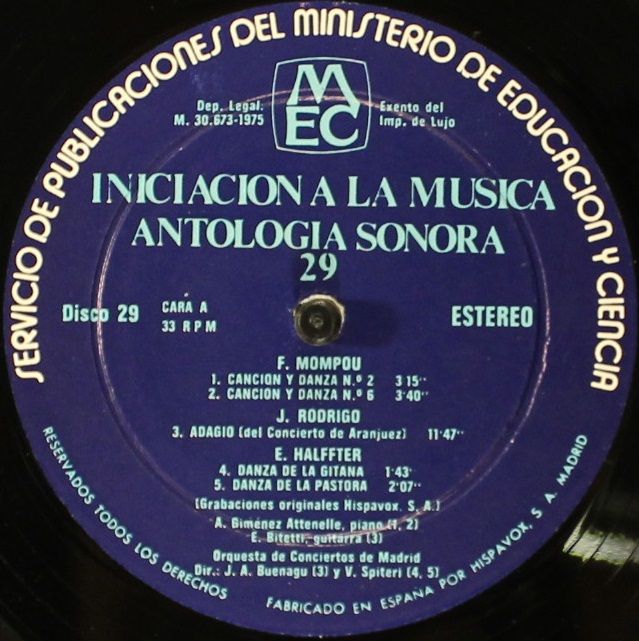 SERVICIO DE PUBLICACIONES DEL MINISTERIO DE EDUCACION Y CIENCIA
MEC
Dep. Legal. M. 30.673-1975
Exento del Imp. de Lujo
INICIACION A LA MUSICA
ANTOLOGIA SONORA
29
Disco 29
CARA A
33 RPM
ESTEREO
F. MOMPOU
1. CANCION Y DANZA N.º 2 3'15''
2. CANCION Y DANZA N.º 6 3'40''
J. RODRIGO
3. ADAGIO (del Concierto de Aranjuez) 11'47''
E. HALFFTER
4. DANZA DE LA GITANA 1'43'
5. DANZA DE LA PASTORA 2'07''
(Grabaciones originales Hispavox, S. A.)
A. Giménez Attenelle, piano (1, 2)
E. Bitetti, guitarra (3)
Orquesta de Conciertos de Madrid
Dir.: J. A. Buenagu (3) y V. Spiteri (4, 5)
RESERVADOS TODOS LOS DERECHOS
FABRICADO EN ESPAÑA POR HISPAVOX, S. A. MADRID